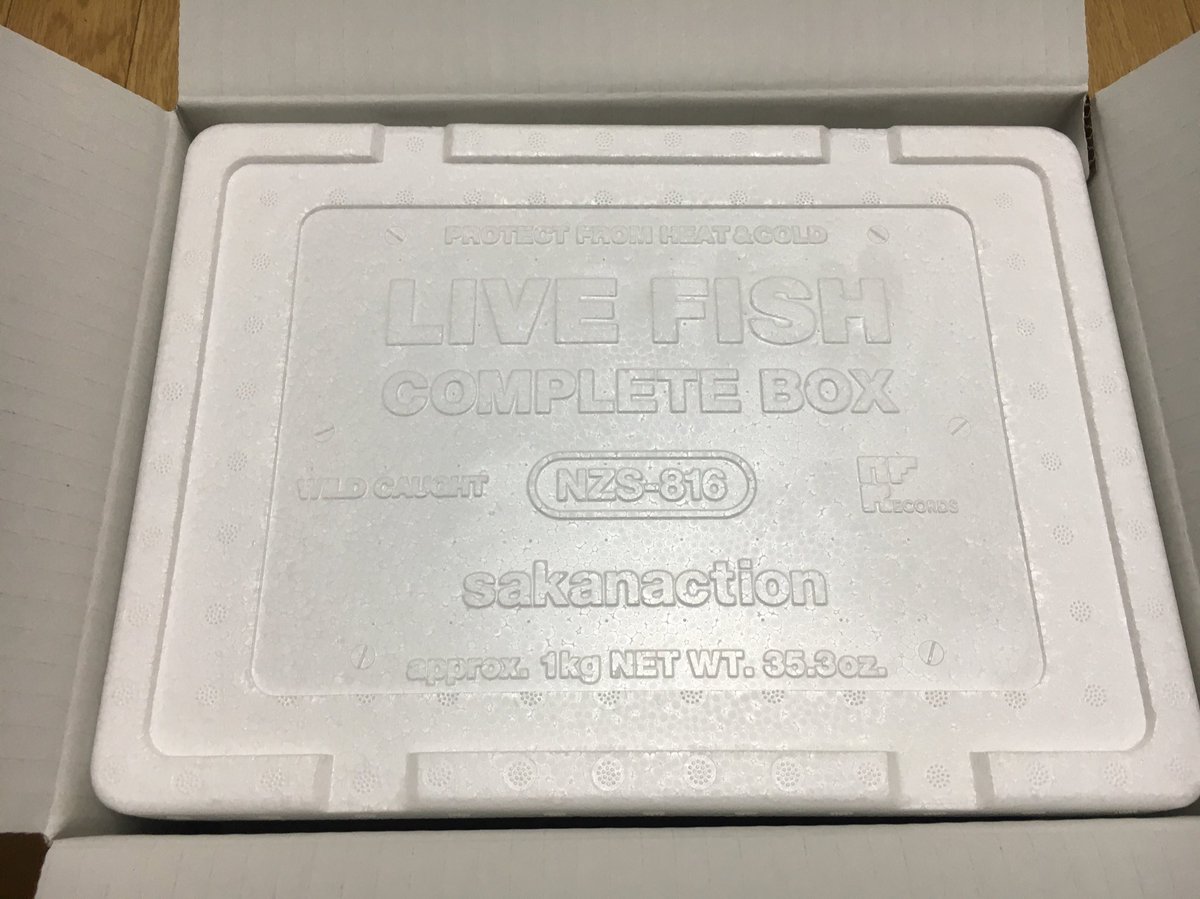 PROTECT FROM HEAT & COLD
LIVE FISH
COMPLETE BOX
WILD CAUGHT
NZS-816
NF
RECORDS
sakanaction
approx. 1kg NET WT. 35.3oz.